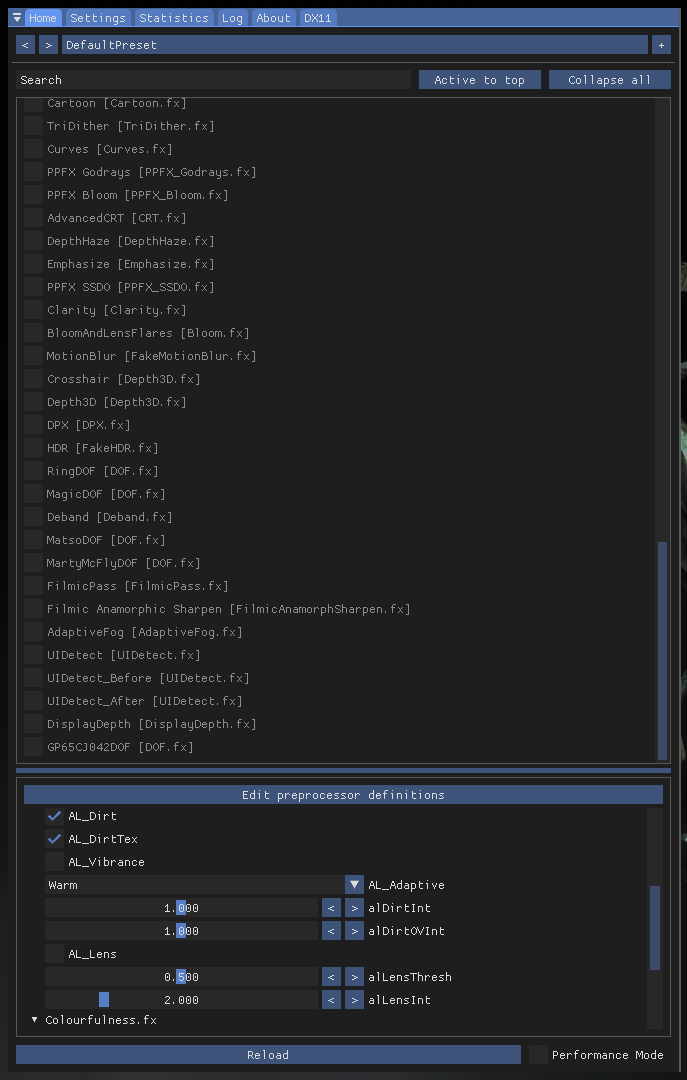 Home Settings Statistics Log About DX11
< > DefaultPreset +
Search Active to top Collapse all
Cartoon [Cartoon.fx]
TriDither [TriDither.fx]
Curves [Curves.fx]
PPFX Godrays [PPFX_Godrays.fx]
PPFX Bloom [PPFX_Bloom.fx]
AdvancedCRT [CRT.fx]
DepthHaze [DepthHaze.fx]
Emphasize [Emphasize.fx]
PPFX SSDO [PPFX_SSDO.fx]
Clarity [Clarity.fx]
BloomAndLensFlares [Bloom.fx]
MotionBlur [FakeMotionBlur.fx]
Crosshair [Depth3D.fx]
Depth3D [Depth3D.fx]
DPX [DPX.fx]
HDR [FakeHDR.fx]
RingDOF [DOF.fx]
MagicDOF [DOF.fx]
Deband [Deband.fx]
MatsoDOF [DOF.fx]
MartyMcFlyDOF [DOF.fx]
FilmicPass [FilmicPass.fx]
Filmic Anamorphic Sharpen [FilmicAnamorphSharpen.fx]
AdaptiveFog [AdaptiveFog.fx]
UIDetect [UIDetect.fx]
UIDetect_Before [UIDetect.fx]
UIDetect_After [UIDetect.fx]
DisplayDepth [DisplayDepth.fx]
GP65CJ042DOF [DOF.fx]
Edit preprocessor definitions
AL_Dirt
AL_DirtTex
AL_Vibrance
Warm AL_Adaptive
1.000 < > alDirtInt
1.000 < > alDirtOVInt
AL_Lens
0.500 < > alLensThresh
2.000 < > alLensInt
Colourfulness.fx
Reload Performance Mode